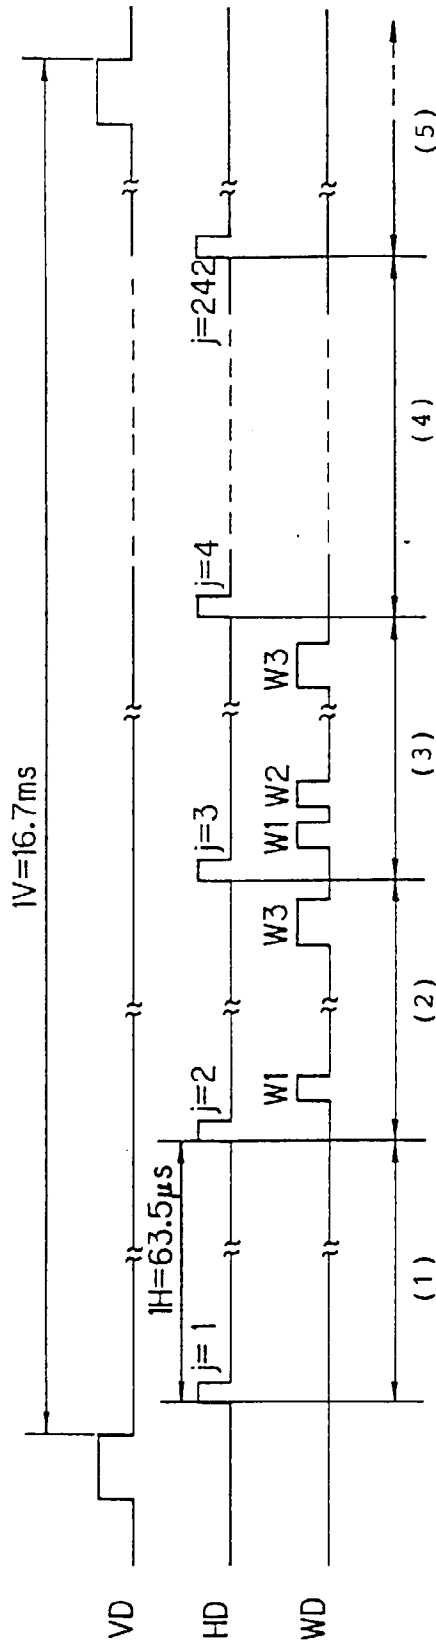 1V=16.7ms
VD
1H=63.5μs
HD
j=1
j=2
j=3
j=4
j=242
WD
W1
W3
W1
W2
W3
(1)
(2)
(3)
(4)
(5)